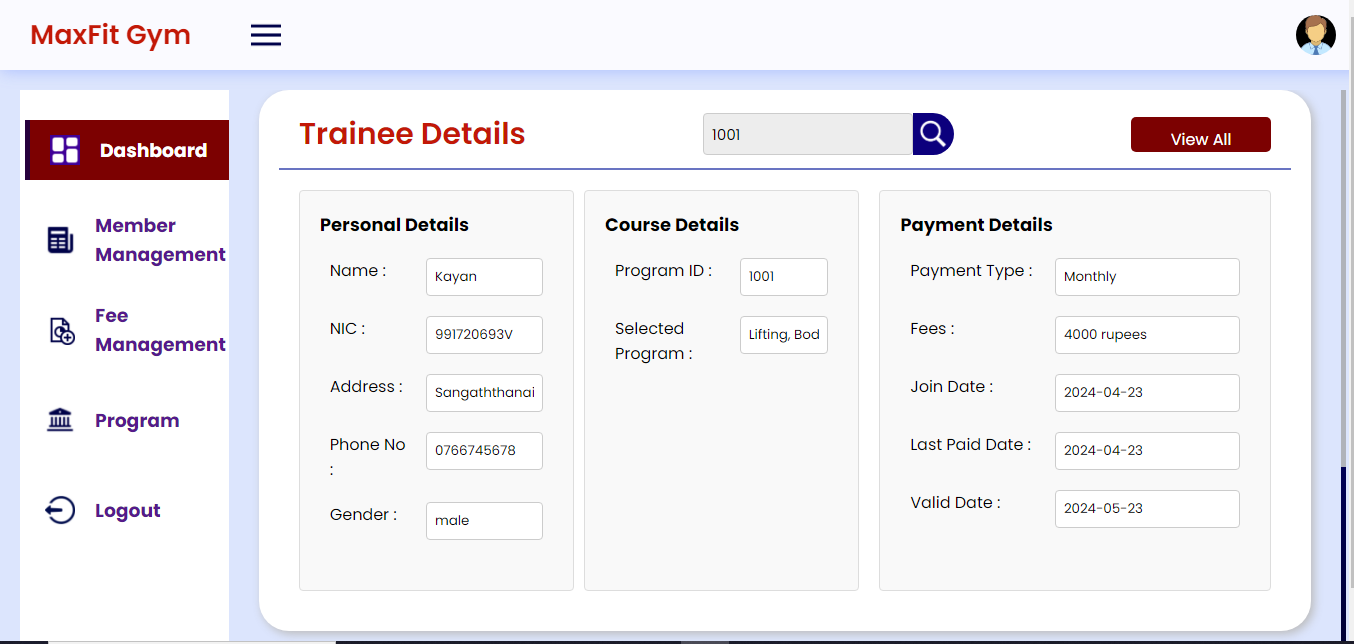 MaxFit Gym
Dashboard
Member
Management
Fee
Management
Program
Logout
Trainee Details
1001
View All
Personal Details
Name :
Kayan
NIC :
991720693V
Address :
Sangaththanai
Phone No
:
0766745678
Gender :
male
Course Details
Program ID :
1001
Selected
Program :
Lifting, Bod
Payment Details
Payment Type :
Monthly
Fees :
4000 rupees
Join Date :
2024-04-23
Last Paid Date :
2024-04-23
Valid Date :
2024-05-23